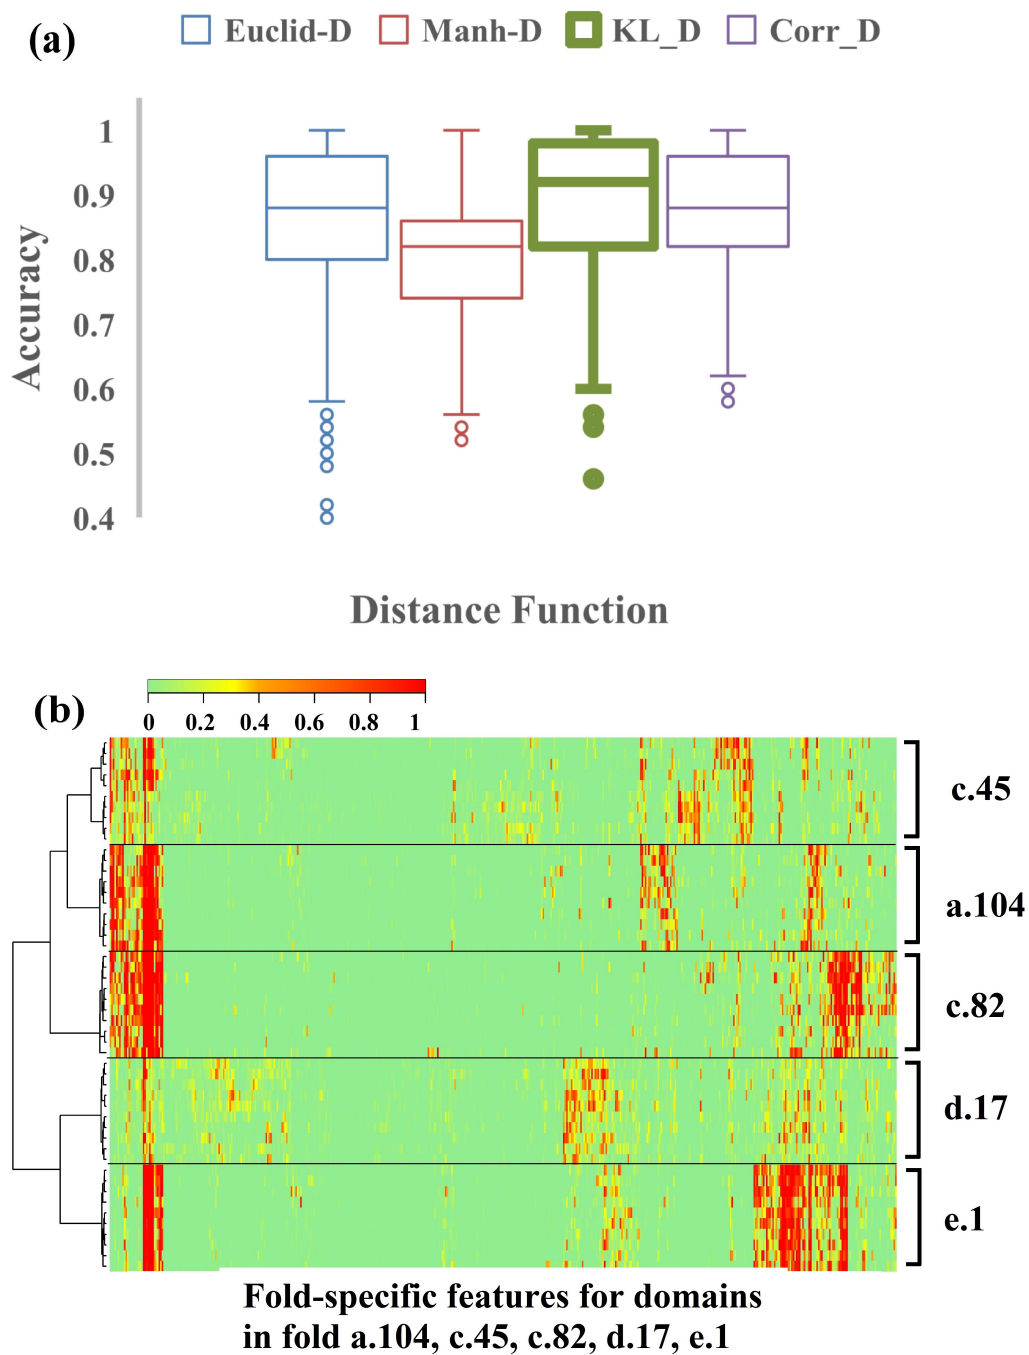 (a)
Euclid-D Manh-D KL_D Corr_D
1
0.9
0.8
0.7
0.6
0.5
0.4
Accuracy
Distance Function
(b)
0 0.2 0.4 0.6 0.8 1
c.45
a.104
c.82
d.17
e.1
Fold-specific features for domains
in fold a.104, c.45, c.82, d.17, e.1